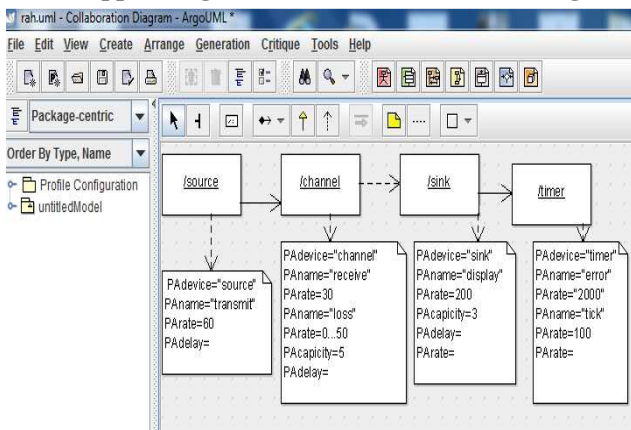 rah.uml - Collaboration Diagram - ArgoUML *
File Edit View Create Arrange Generation Critique Tools Help
Package-centric
Order By Type, Name
Profile Configuration
untitledModel
/source
/channel
/sink
/timer
PAdevice="source"
PAname="transmit"
PArate=60
PAdelay=
PAdevice="channel"
PAname="receive"
PArate=30
PAname="loss"
PArate=0...50
PAcapicity=5
PAdelay=
PAdevice="sink"
PAname="display"
PArate=200
PAcapicity=3
PAdelay=
PArate=
PAdevice="timer"
PAname="error"
PArate="2000"
PAname="tick"
PArate=100
PArate=